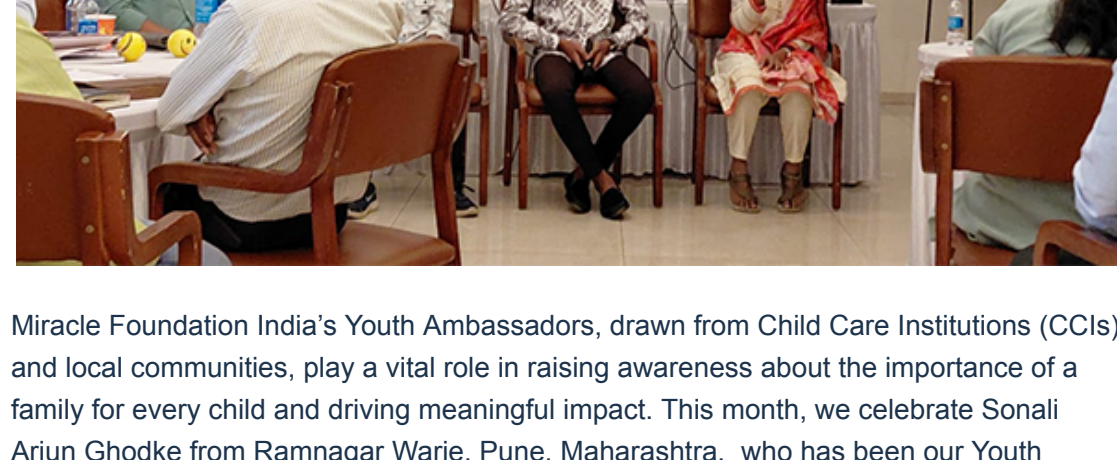 Miracle Foundation India’s Youth Ambassadors, drawn from Child Care Institutions (CCIs)
and local communities, play a vital role in raising awareness about the importance of a
family for every child and driving meaningful impact. This month, we celebrate Sonali
Arjun Ghodke from Ramnagar Warje, Pune, Maharashtra, who has been our Youth